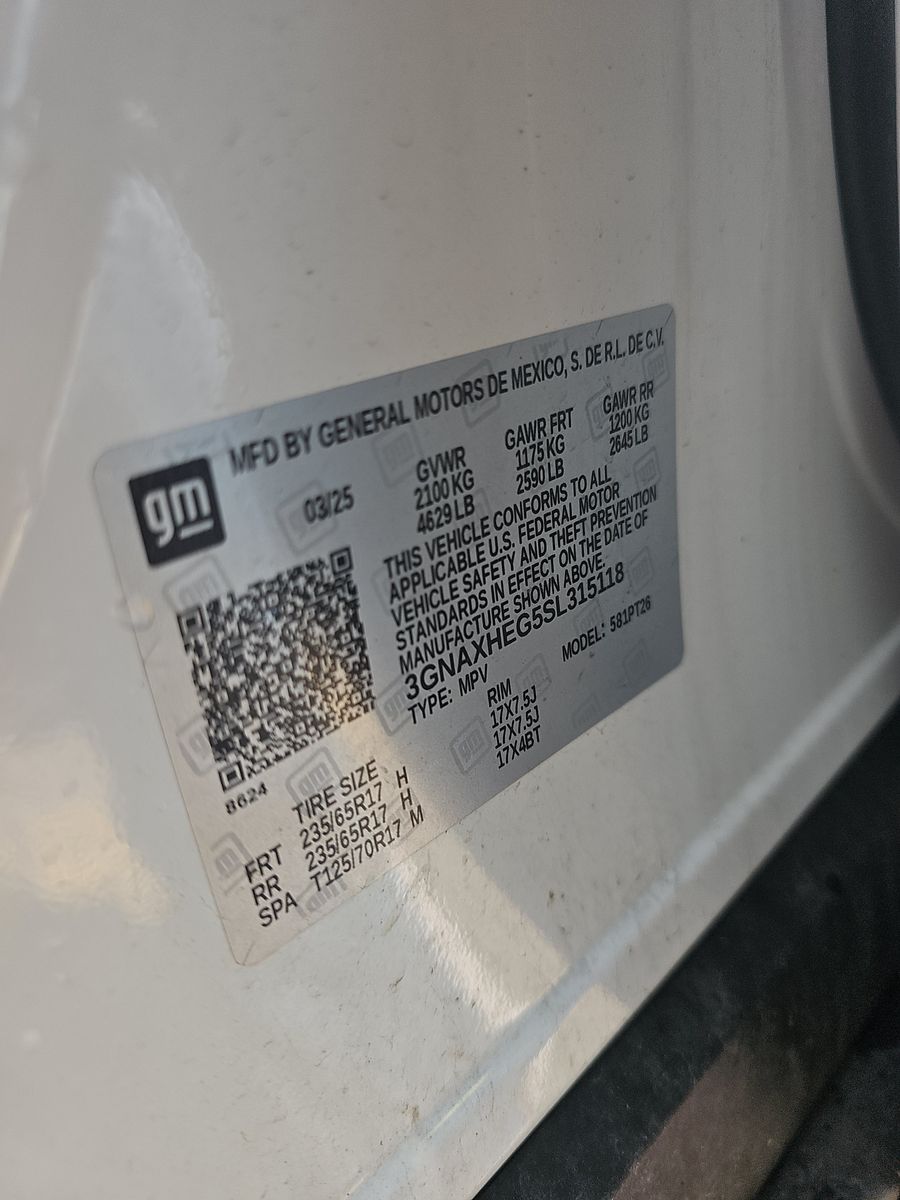 MFD BY GENERAL MOTORS DE MEXICO, S. DE R.L. DE C.V.
gm
03/25
GVWR GAWR FRT GAWR RR
2100 KG 1175 KG 1200 KG
4629 LB 2590 LB 2645 LB
THIS VEHICLE CONFORMS TO ALL
APPLICABLE U.S. FEDERAL MOTOR
VEHICLE SAFETY AND THEFT PREVENTION
STANDARDS IN EFFECT ON THE DATE OF
MANUFACTURE SHOWN ABOVE.
3GNAXHEG5SL315118
TYPE: MPV MODEL: 581PT26
8624
TIRE SIZE RIM
FRT 235/65R17 H 17X7.5J
RR 235/65R17 H 17X7.5J
SPA T125/70R17 M 17X4BT